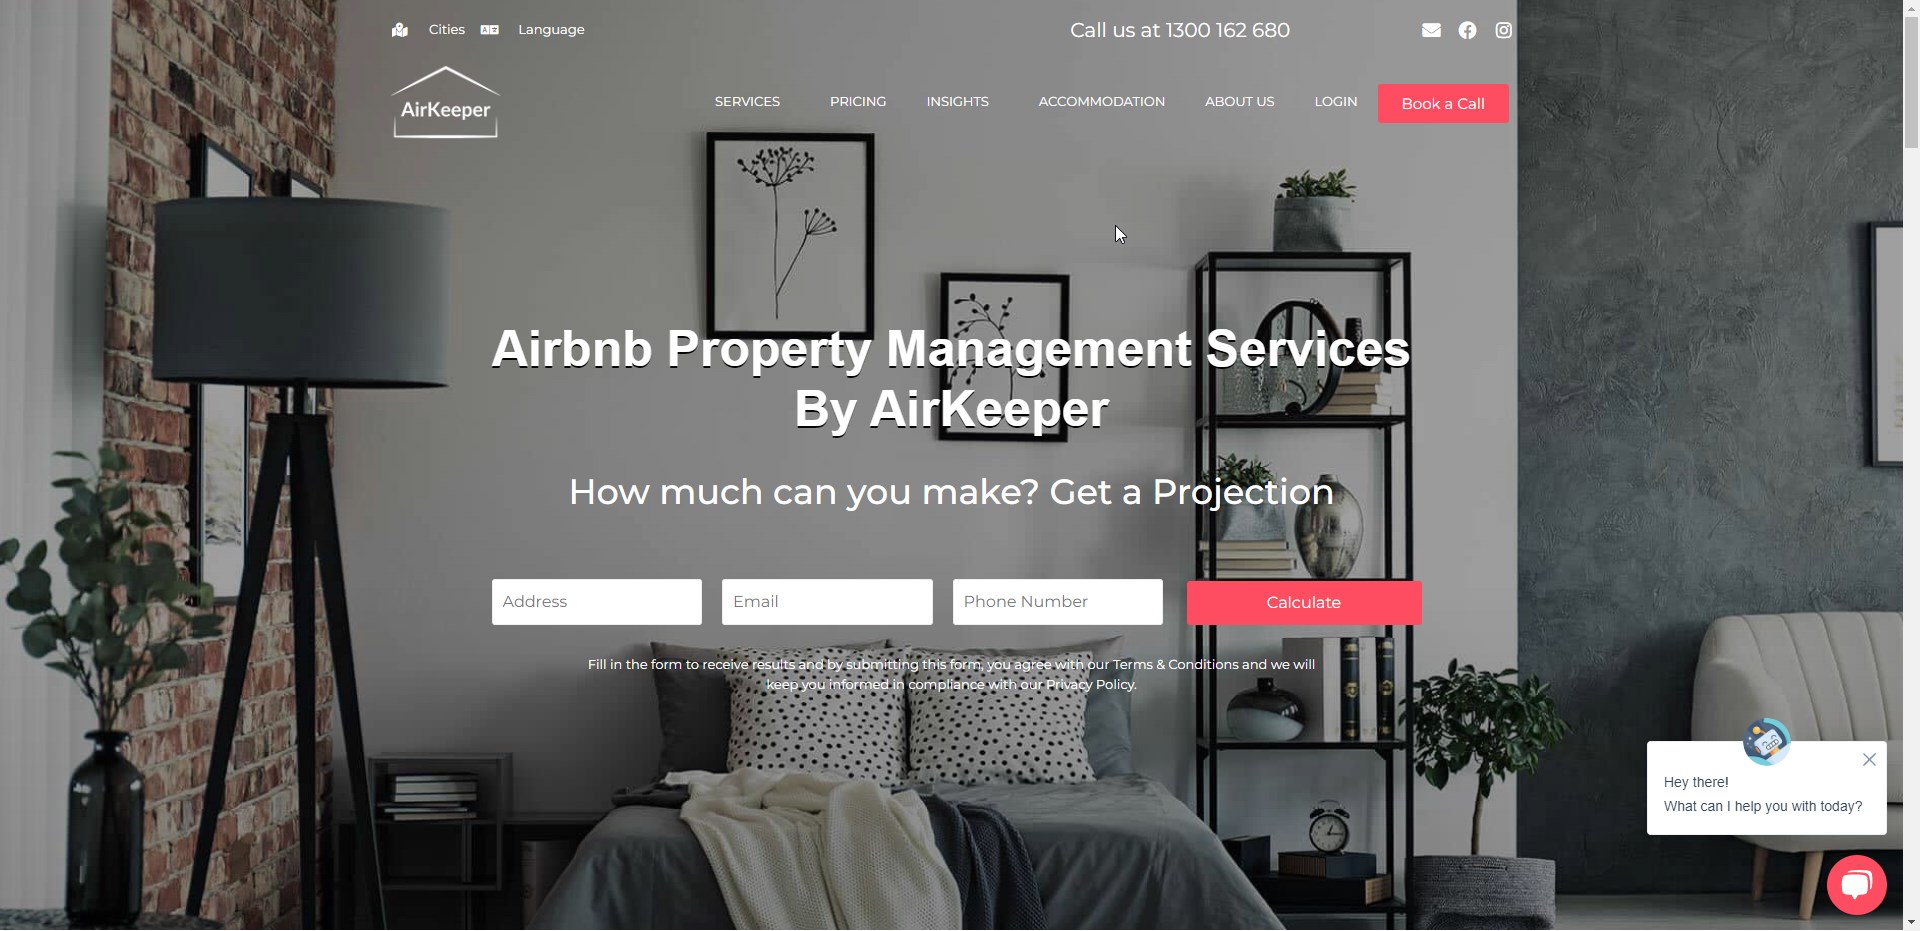 Cities
Language
Call us at 1300 162 680
AirKeeper
SERVICES
PRICING
INSIGHTS
ACCOMMODATION
ABOUT US
LOGIN
Book a Call
Airbnb Property Management Services
By AirKeeper
How much can you make? Get a Projection
Address
Email
Phone Number
Calculate
Fill in the form to receive results and by submitting this form, you agree with our Terms & Conditions and we will
keep you informed in compliance with our Privacy Policy.
Hey there!
What can I help you with today?